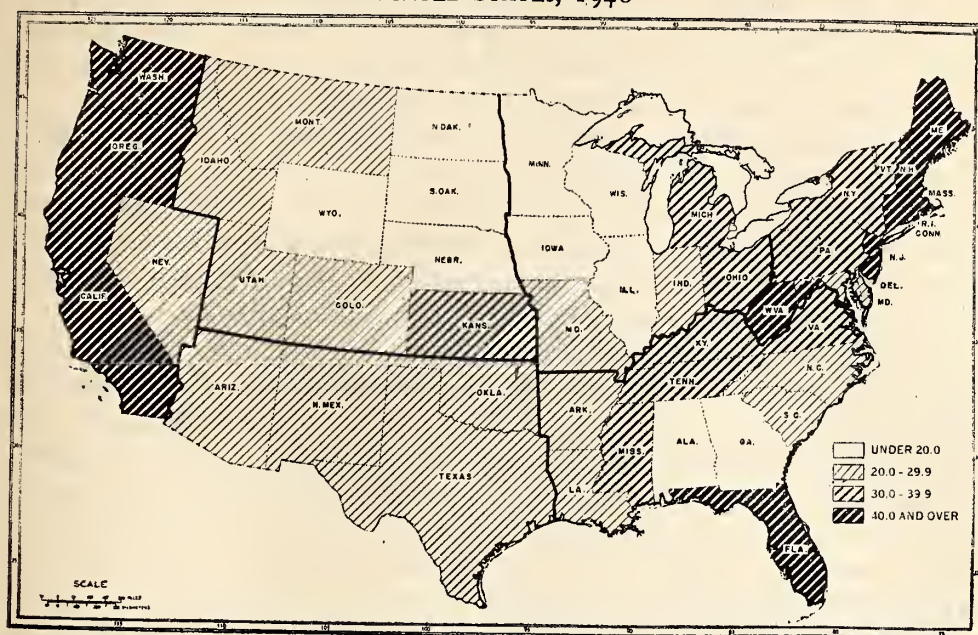 WASH.
ME.
MONT.
N.DAK.
OREG.
MINN.
VT.
N.H.
IDAHO
N.Y.
MASS.
S.DAK.
WIS.
WYO.
MICH.
R.I.
CONN.
PA.
IOWA
NEV.
NEBR.
N.J.
UTAH
OHIO
IND.
ILL.
DEL.
CALIF.
COLO.
MD.
W.VA.
KANS.
MO.
VA.
KY.
N.C.
TENN.
ARIZ.
OKLA.
N.MEX.
ARK.
S.C.
MISS.
ALA.
GA.
UNDER 20.0
20.0 - 29.9
TEXAS
LA.
30.0 - 39.9
40.0 AND OVER
FLA.
SCALE